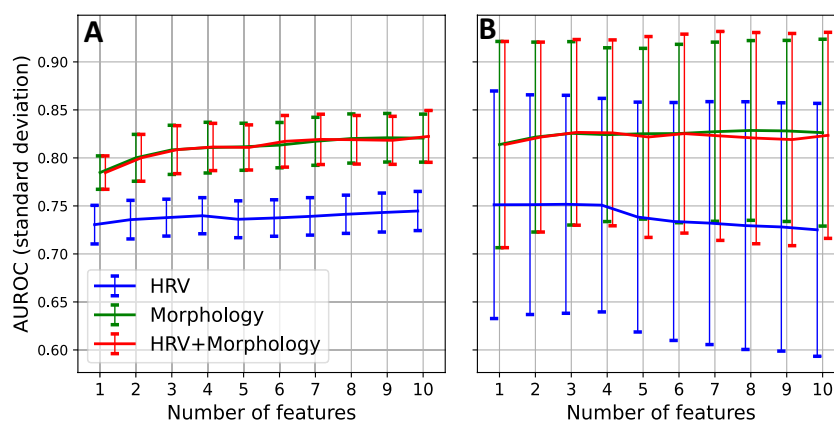 A
B
AUROC (standard deviation)
0.90
0.85
0.80
0.75
0.70
0.65
0.60
HRV
Morphology
HRV+Morphology
1 2 3 4 5 6 7 8 9 10
1 2 3 4 5 6 7 8 9 10
Number of features
Number of features